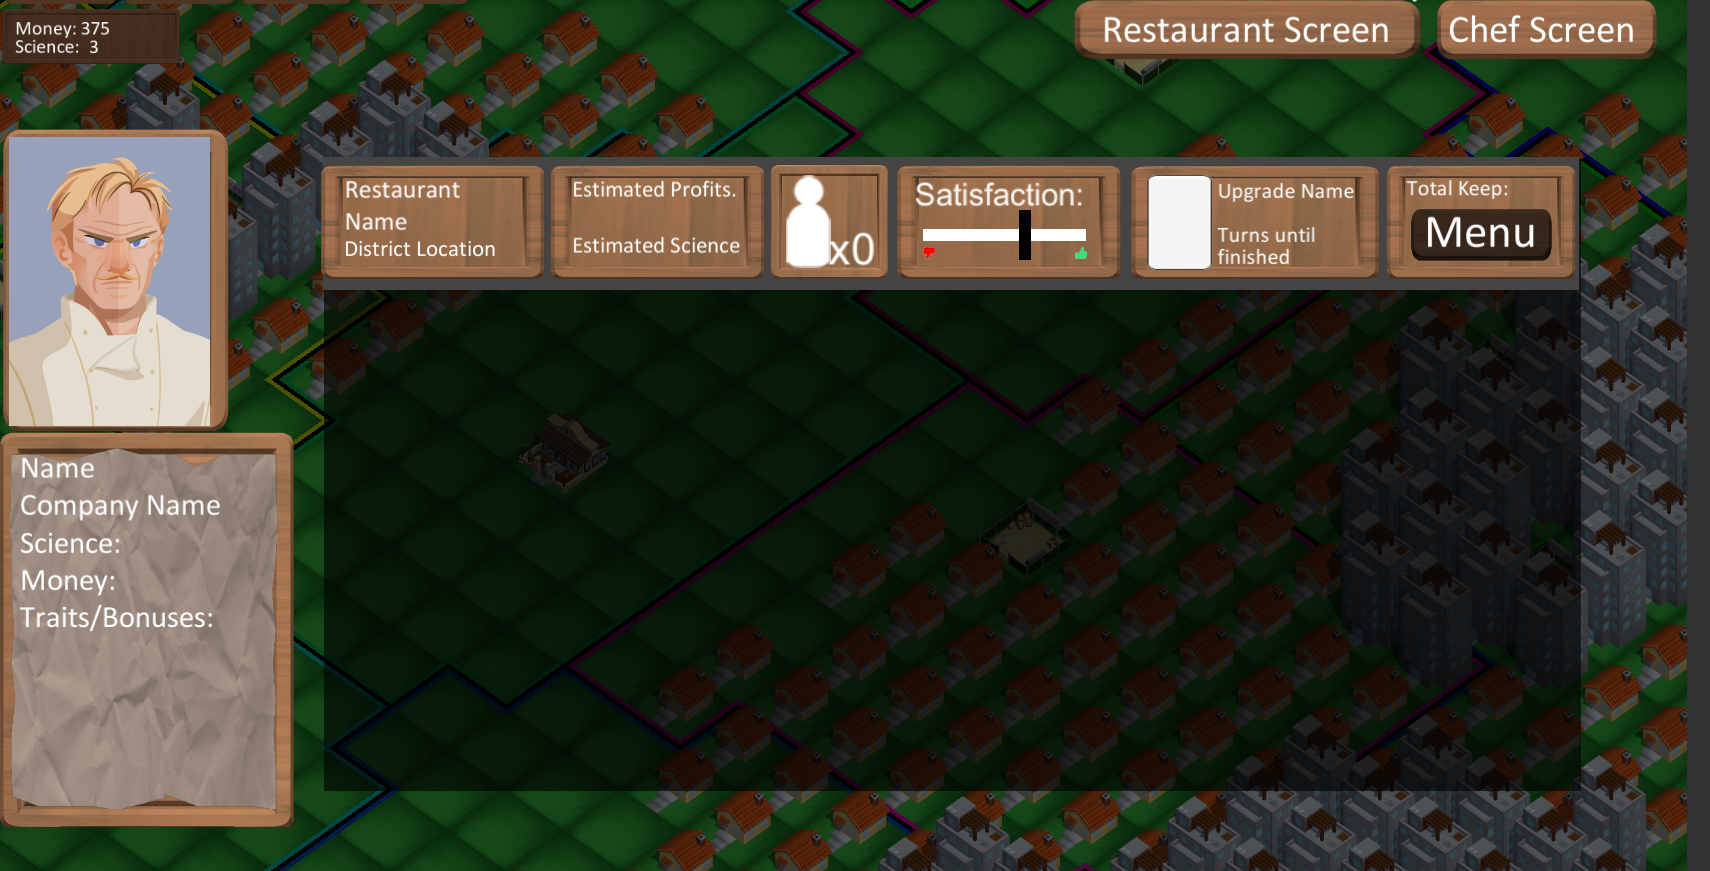 Money: 375
Science: 3
Restaurant Screen
Chef Screen
Restaurant
Name
District Location
Estimated Profits.
Estimated Science
x0
Satisfaction:
Upgrade Name
Turns until
finished
Total Keep:
Menu
Name
Company Name
Science:
Money:
Traits/Bonuses: